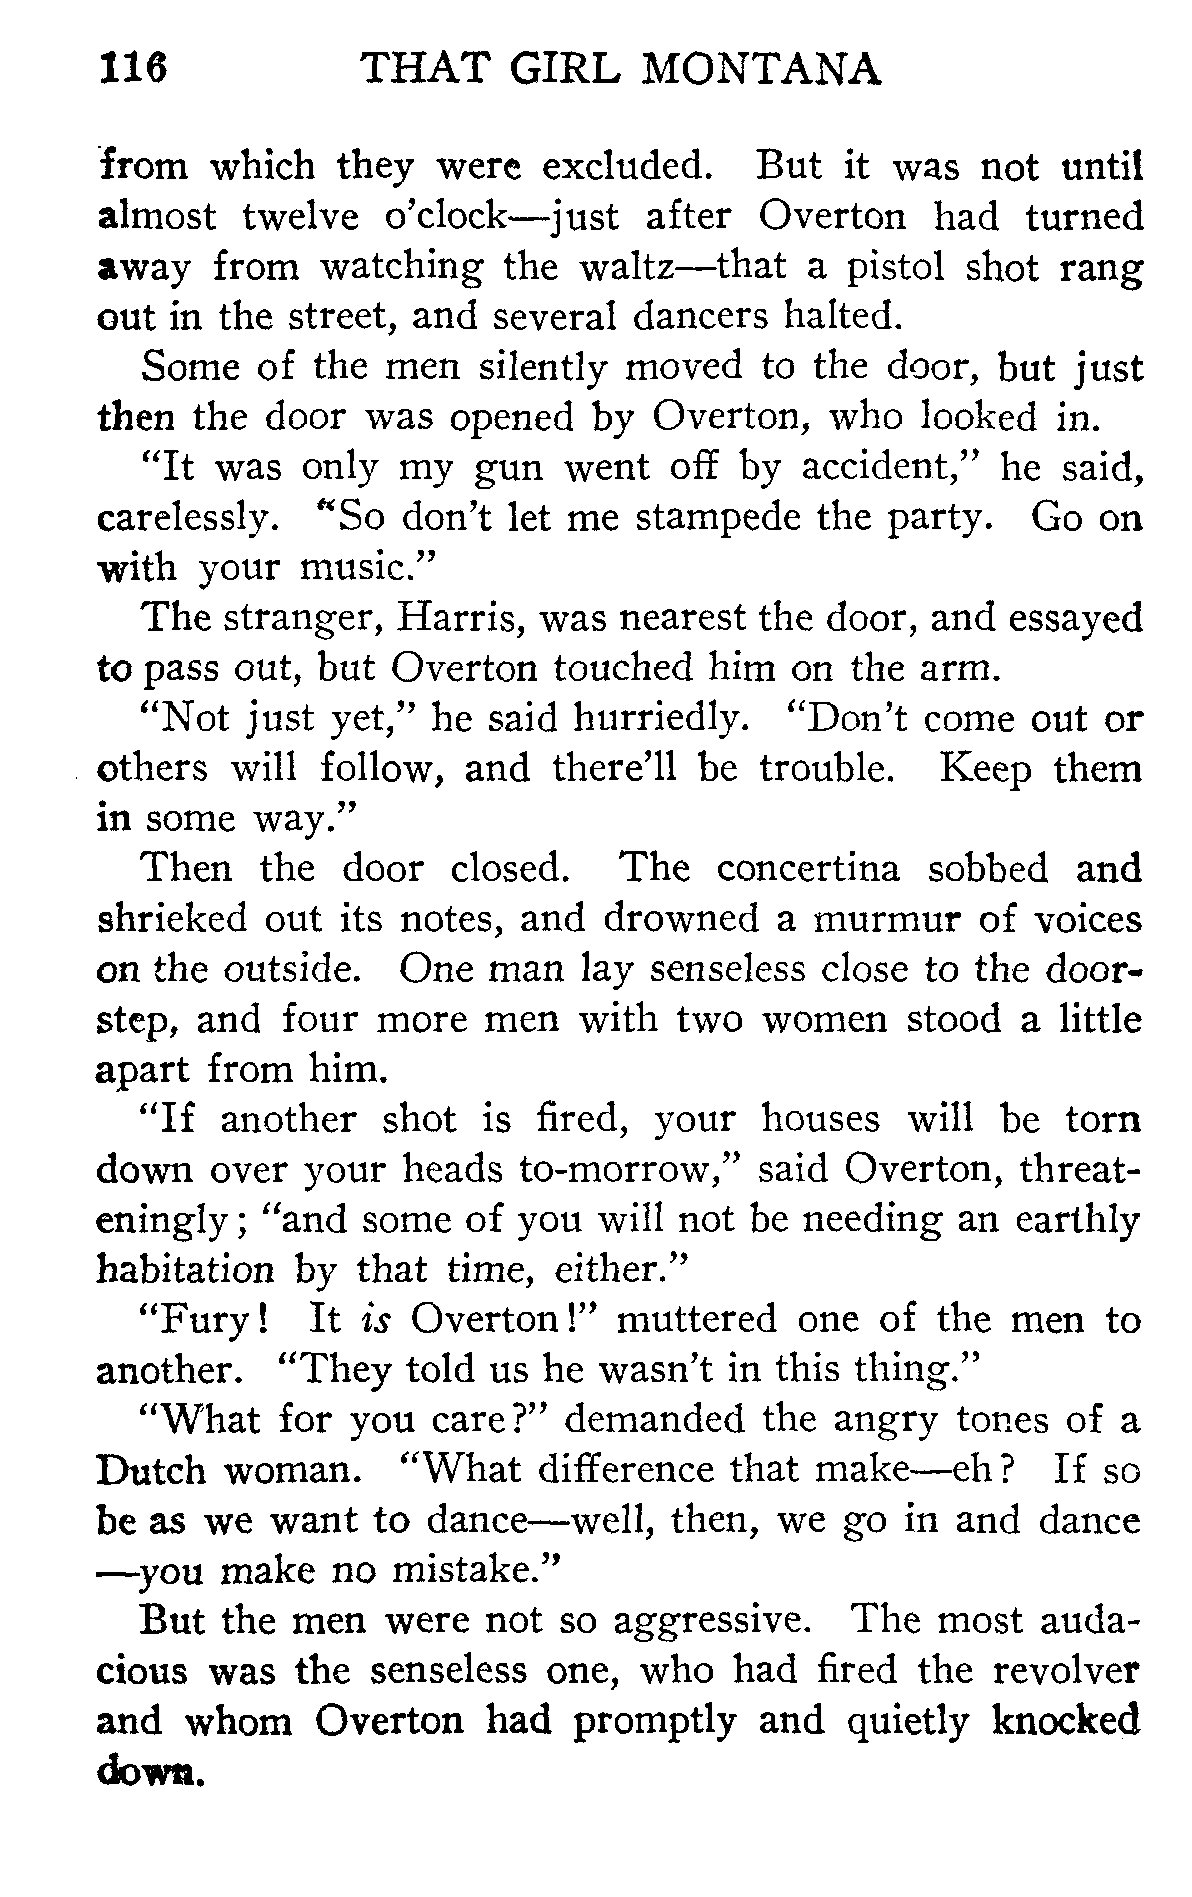 116 THAT GIRL MONTANA
from which they were excluded. But it was not until
almost twelve o'clock—just after Overton had turned
away from watching the waltz—that a pistol shot rang
out in the street, and several dancers halted.
Some of the men silently moved to the door, but just
then the door was opened by Overton, who looked in.
“It was only my gun went off by accident,” he said,
carelessly. “So don't let me stampede the party. Go on
with your music.”
The stranger, Harris, was nearest the door, and essayed
to pass out, but Overton touched him on the arm.
“Not just yet,” he said hurriedly. “Don't come out or
others will follow, and there'll be trouble. Keep them
in some way.”
Then the door closed. The concertina sobbed and
shrieked out its notes, and drowned a murmur of voices
on the outside. One man lay senseless close to the door-
step, and four more men with two women stood a little
apart from him.
“If another shot is fired, your houses will be torn
down over your heads to-morrow,” said Overton, threat-
eningly; “and some of you will not be needing an earthly
habitation by that time, either.”
“Fury! It is Overton!” muttered one of the men to
another. “They told us he wasn't in this thing.”
“What for you care?” demanded the angry tones of a
Dutch woman. “What difference that make—eh? If so
be as we want to dance—well, then, we go in and dance
—you make no mistake.”
But the men were not so aggressive. The most auda-
cious was the senseless one, who had fired the revolver
and whom Overton had promptly and quietly knocked
down.